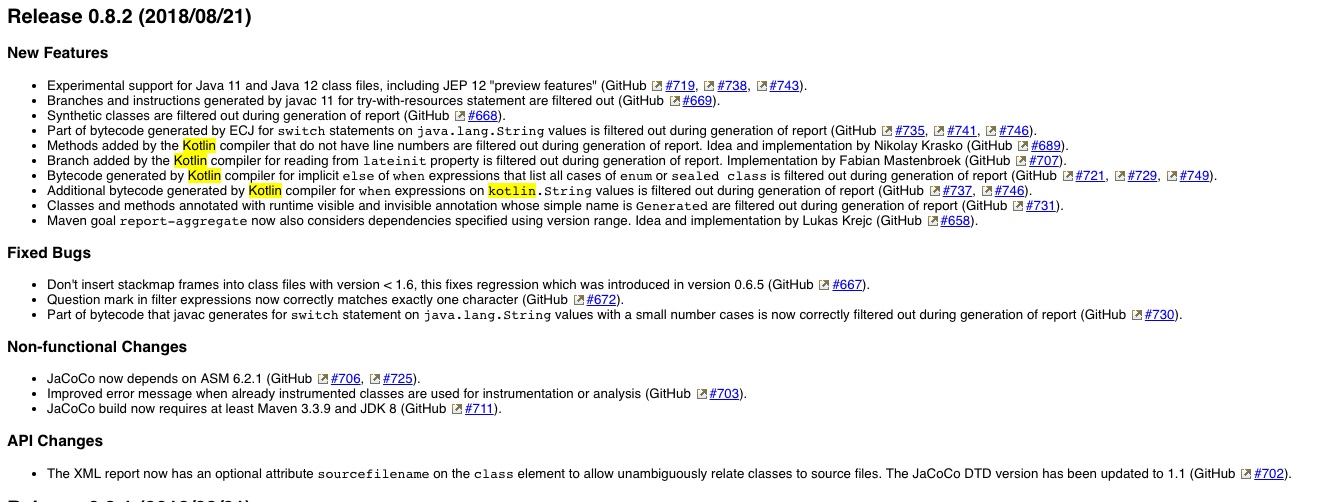 Release 0.8.2 (2018/08/21)
New Features
• Experimental support for Java 11 and Java 12 class files, including JEP 12 "preview features" (GitHub #719, #738, #743).
• Branches and instructions generated by javac 11 for try-with-resources statement are filtered out (GitHub #669).
• Synthetic classes are filtered out during generation of report (GitHub #668).
• Part of bytecode generated by ECJ for switch statements on java.lang.String values is filtered out during generation of report (GitHub #735, #741, #746).
• Methods added by the Kotlin compiler that do not have line numbers are filtered out during generation of report. Idea and implementation by Nikolay Krasko (GitHub #689).
• Branch added by the Kotlin compiler for reading from lateinit property is filtered out during generation of report. Implementation by Fabian Mastenbroek (GitHub #707).
• Bytecode generated by Kotlin compiler for implicit else of when expressions that list all cases of enum or sealed class is filtered out during generation of report (GitHub #721, #729, #749).
• Additional bytecode generated by Kotlin compiler for when expressions on kotlin.String values is filtered out during generation of report (GitHub #737, #746).
• Classes and methods annotated with runtime visible and invisible annotation whose simple name is Generated are filtered out during generation of report (GitHub #731).
• Maven goal report-aggregate now also considers dependencies specified using version range. Idea and implementation by Lukas Krejc (GitHub #658).
Fixed Bugs
• Don't insert stackmap frames into class files with version < 1.6, this fixes regression which was introduced in version 0.6.5 (GitHub #667).
• Question mark in filter expressions now correctly matches exactly one character (GitHub #672).
• Part of bytecode that javac generates for switch statement on java.lang.String values with a small number cases is now correctly filtered out during generation of report (GitHub #730).
Non-functional Changes
• JaCoCo now depends on ASM 6.2.1 (GitHub #706, #725).
• Improved error message when already instrumented classes are used for instrumentation or analysis (GitHub #703).
• JaCoCo build now requires at least Maven 3.3.9 and JDK 8 (GitHub #711).
API Changes
• The XML report now has an optional attribute sourcefilename on the class element to allow unambiguously relate classes to source files. The JaCoCo DTD version has been updated to 1.1 (GitHub #702).